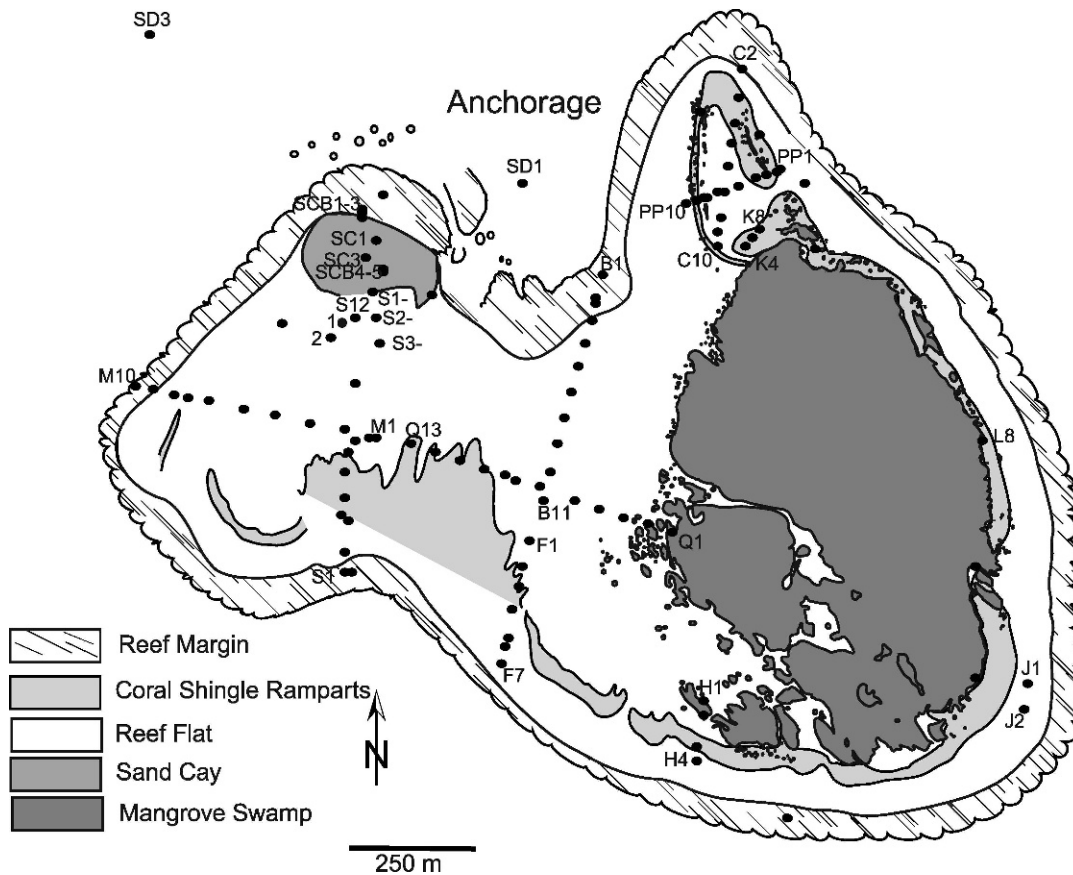 SD3
C2
Anchorage
SD1
PP1
SCB1-3
PP10
K8
SC1
SC3
SCB4-5
C10
K4
B1
S12
S1-
1
S2-
2
S3-
M10
M1
Q13
L8
B11
F1
Q1
S1
Reef Margin
F7
H1
J1
Coral Shingle Ramparts
J2
Reef Flat
N
H4
Sand Cay
Mangrove Swamp
250 m